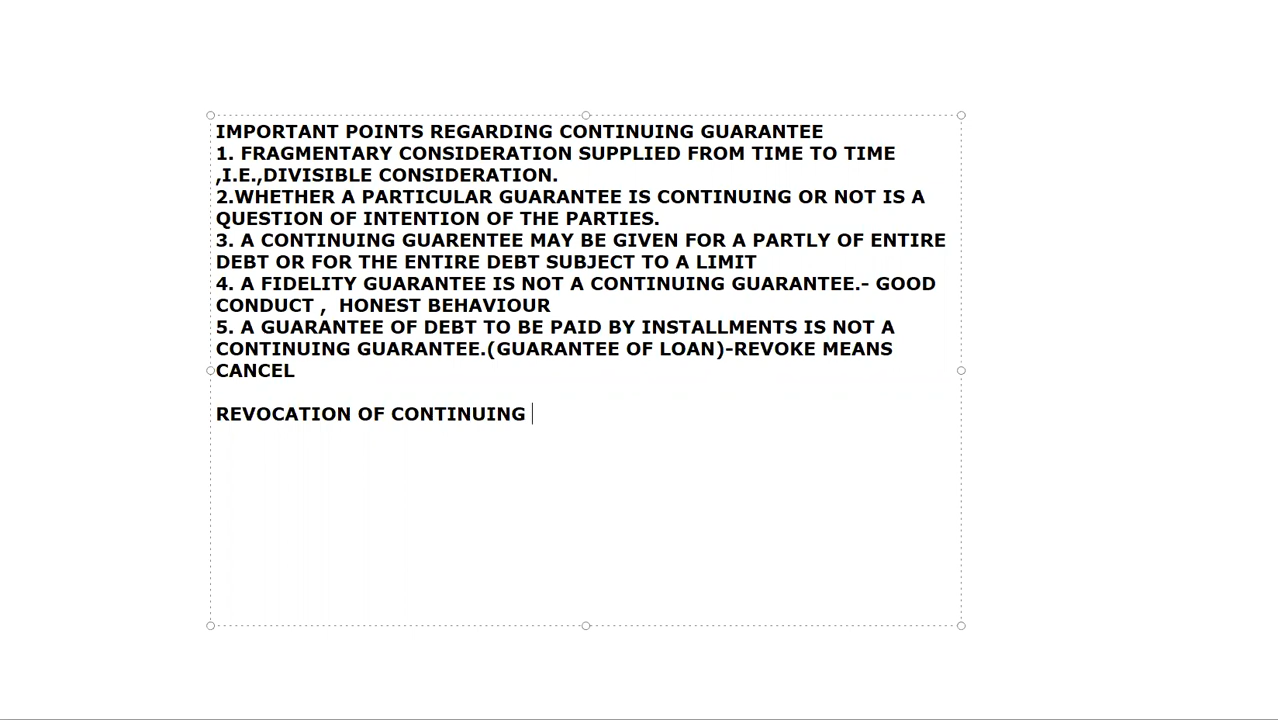 IMPORTANT POINTS REGARDING CONTINUING GUARANTEE
1. FRAGMENTARY CONSIDERATION SUPPLIED FROM TIME TO TIME
,I.E.,DIVISIBLE CONSIDERATION.
2.WHETHER A PARTICULAR GUARANTEE IS CONTINUING OR NOT IS A
QUESTION OF INTENTION OF THE PARTIES.
3. A CONTINUING GUARENTEE MAY BE GIVEN FOR A PARTLY OF ENTIRE
DEBT OR FOR THE ENTIRE DEBT SUBJECT TO A LIMIT
4. A FIDELITY GUARANTEE IS NOT A CONTINUING GUARANTEE.- GOOD
CONDUCT ,  HONEST BEHAVIOUR
5. A GUARANTEE OF DEBT TO BE PAID BY INSTALLMENTS IS NOT A
CONTINUING GUARANTEE.(GUARANTEE OF LOAN)-REVOKE MEANS
CANCEL
REVOCATION OF CONTINUING